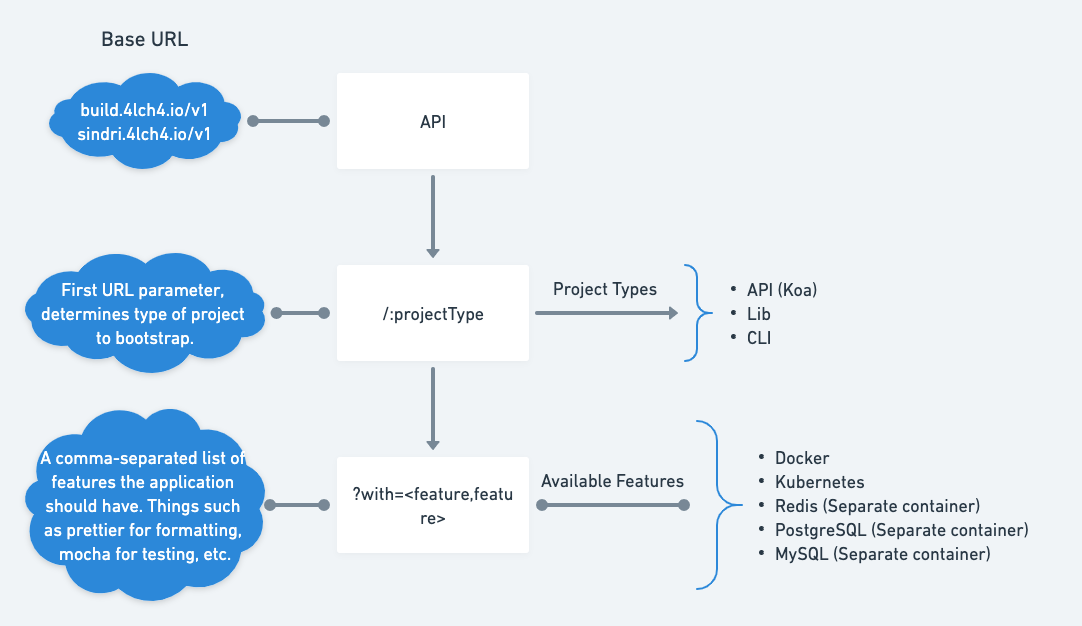 Base URL
build.4lch4.io/v1
sindri.4lch4.io/v1
API
First URL parameter,
determines type of project
to bootstrap.
/:projectType
Project Types
• API (Koa)
• Lib
• CLI
A comma-separated list of
features the application
should have. Things such
as prettier for formatting,
mocha for testing, etc.
?with=<feature,featu
re>
Available Features
• Docker
• Kubernetes
• Redis (Separate container)
• PostgreSQL (Separate container)
• MySQL (Separate container)